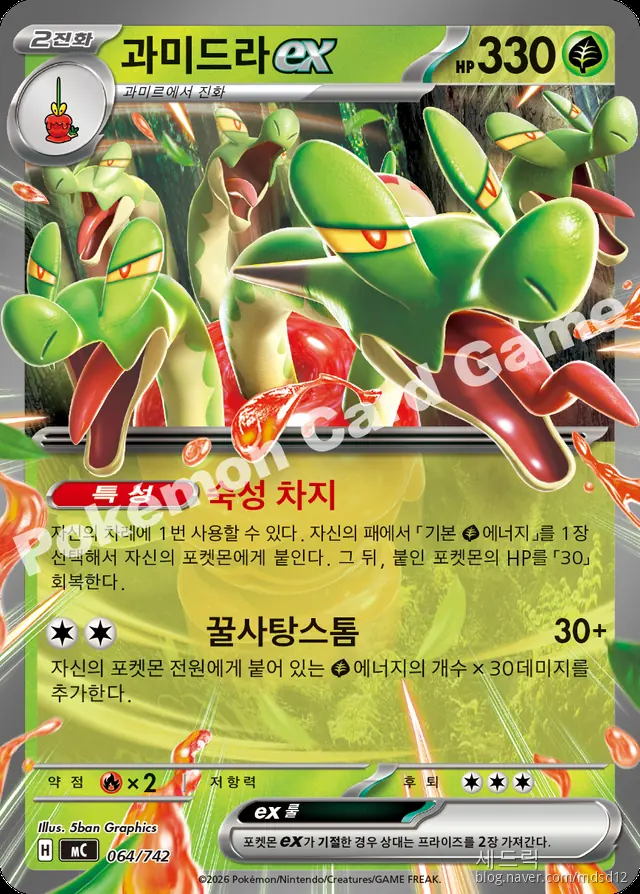 2진화
과미드라ex
HP 330
과미르에서 진화
Pokémon Card Game
특성 숙성 차지
자신의 차례에 1번 사용할 수 있다. 자신의 패에서 「기본 에너지」를 1장
선택해서 자신의 포켓몬에게 붙인다. 그 뒤, 붙인 포켓몬의 HP를 「30」
회복한다.
꿀사탕스톰 30+
자신의 포켓몬 전원에게 붙어 있는 에너지의 개수 × 30데미지를
추가한다.
약점 ×2 저항력 후퇴
ex 룰
포켓몬 ex가 기절한 경우 상대는 프라이즈를 2장 가져간다.
Illus. 5ban Graphics
H mC 064/742
©2026 Pokémon/Nintendo/Creatures/GAME FREAK.
세드릭
blog.naver.com/mdsd12